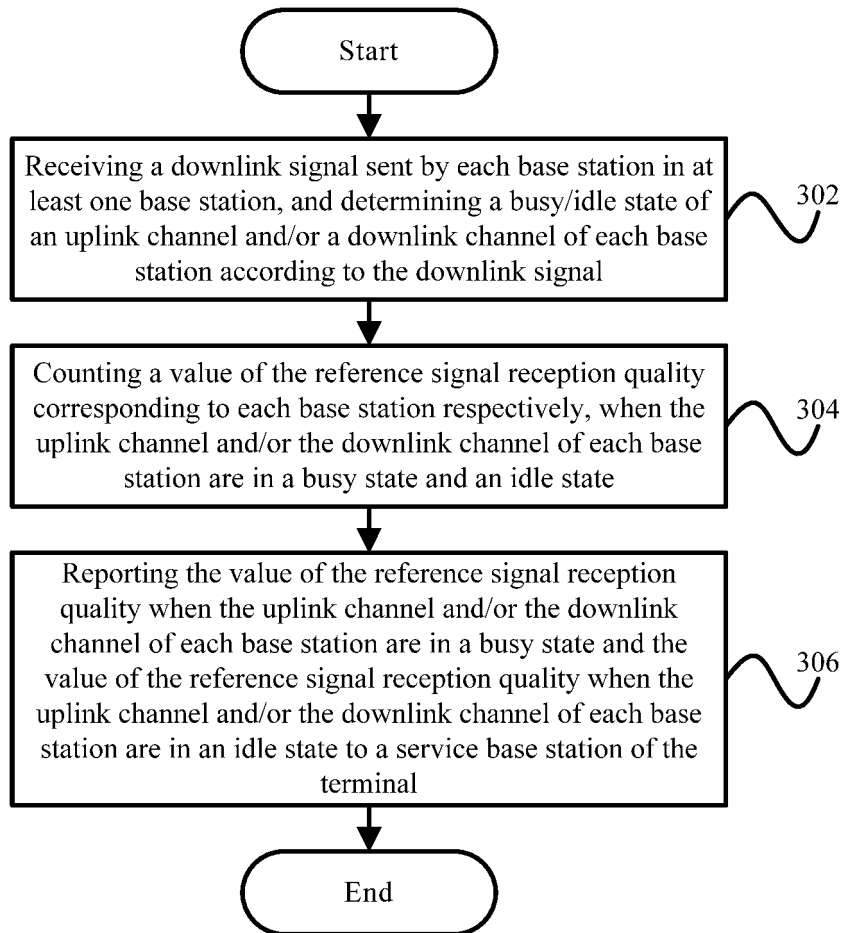 Start
Receiving a downlink signal sent by each base station in at
least one base station, and determining a busy/idle state of
an uplink channel and/or a downlink channel of each base
station according to the downlink signal
302
Counting a value of the reference signal reception quality
corresponding to each base station respectively, when the
uplink channel and/or the downlink channel of each base
station are in a busy state and an idle state
304
Reporting the value of the reference signal reception
quality when the uplink channel and/or the downlink
channel of each base station are in a busy state and the
value of the reference signal reception quality when the
uplink channel and/or the downlink channel of each base
station are in an idle state to a service base station of the
terminal
306
End